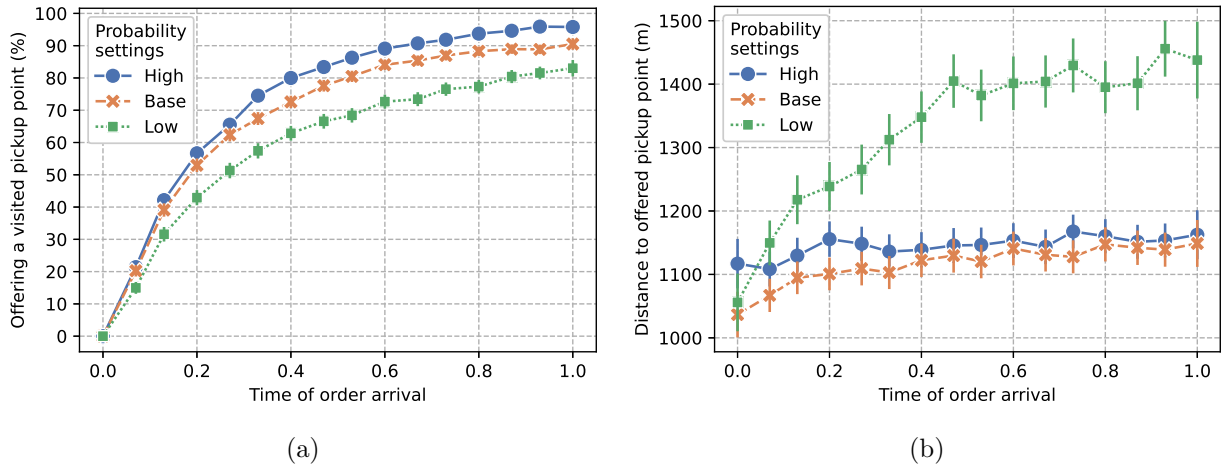 Offering a visited pickup point (%)
100
90
80
70
60
50
40
30
20
10
0
Probability
settings
High
Base
Low
0.0 0.2 0.4 0.6 0.8 1.0
Time of order arrival
(a)
Distance to offered pickup point (m)
1500
1400
1300
1200
1100
1000
Probability
settings
High
Base
Low
0.0 0.2 0.4 0.6 0.8 1.0
Time of order arrival
(b)